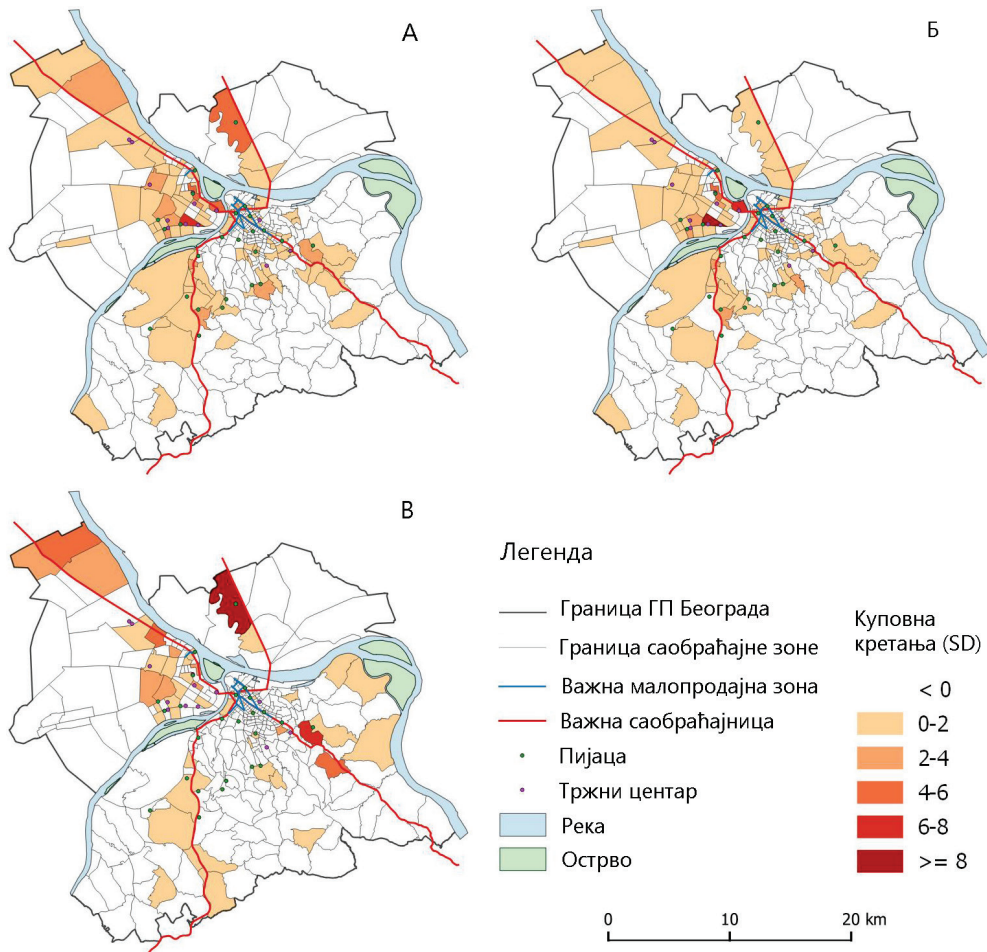 А
Б
В
Легенда
Граница ГП Београда
Граница саобраћајне зоне
Важна малопродајна зона
Важна саобраћајница
Пијаца
Тржни центар
Река
Острво
Куповна
кретања (SD)
< 0
0-2
2-4
4-6
6-8
>= 8
0 10 20 km